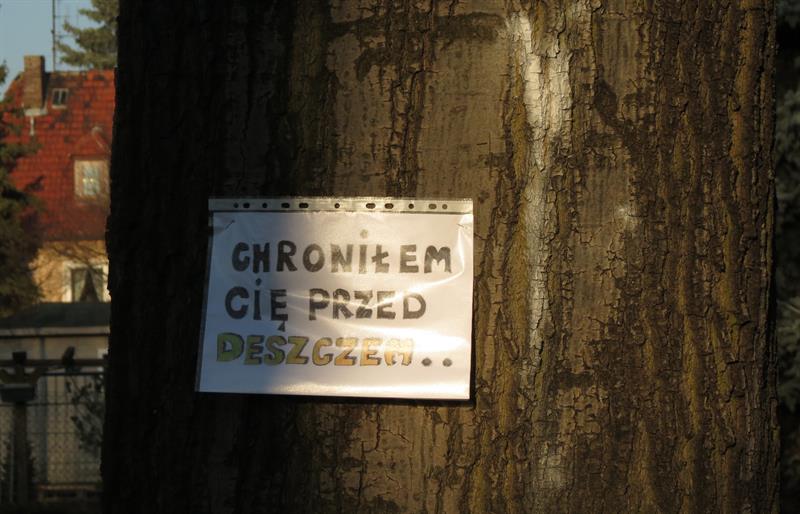 CHRONIŁEM
CIĘ PRZED
DESZCZEM..